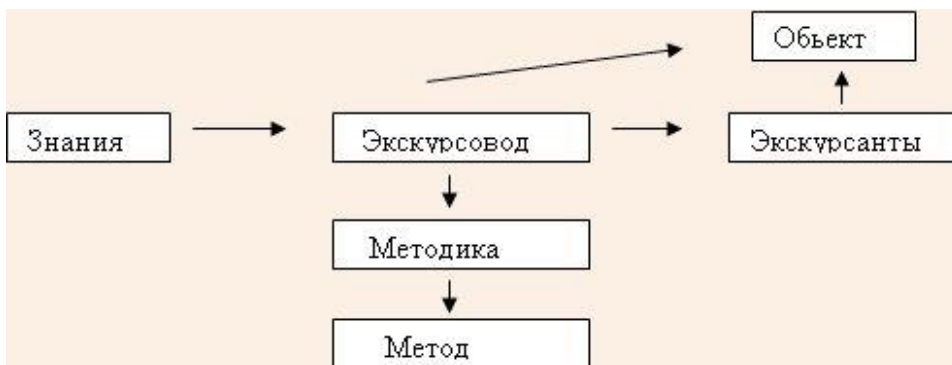 Обьект
Знания
Экскурсовод
Экскурсанты
Методика
Метод